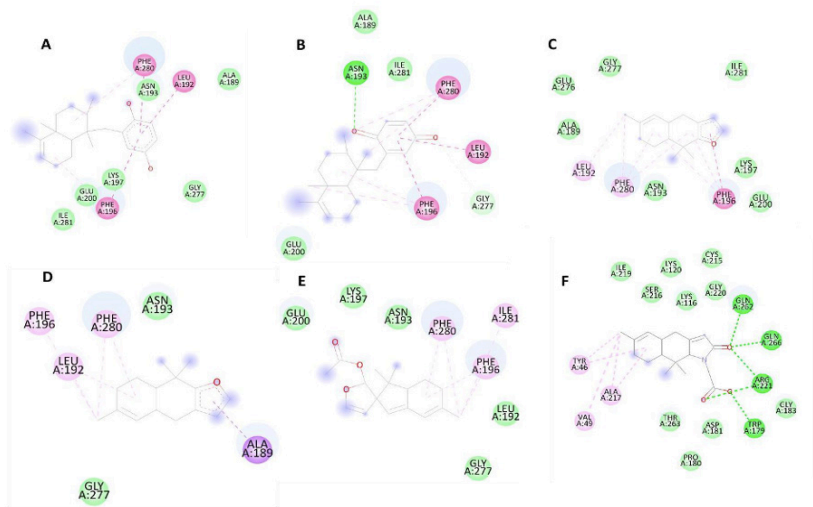 A
PHE
A:280
ASN
A:193
LEU
A:192
ALA
A:189
LYS
A:197
GLU
A:200
PHE
A:196
GLY
A:277
ILE
A:281
B
ALA
A:189
ASN
A:193
ILE
A:281
PHE
A:280
LEU
A:192
GLY
A:277
PHE
A:196
GLU
A:200
C
GLY
A:277
GLU
A:276
ILE
A:281
ALA
A:189
LEU
A:192
PHE
A:280
ASN
A:193
LYS
A:197
PHE
A:196
GLU
A:200
D
PHE
A:196
PHE
A:280
ASN
A:193
LEU
A:192
ALA
A:189
GLY
A:277
E
GLU
A:200
LYS
A:197
ASN
A:193
PHE
A:280
ILE
A:281
PHE
A:196
LEU
A:192
GLY
A:277
F
ILE
A:219
LYS
A:120
CYS
A:215
SER
A:216
LYS
A:116
GLY
A:220
GLN
A:262
GLN
A:266
ARG
A:221
TYR
A:46
ALA
A:217
VAL
A:49
THR
A:263
ASP
A:181
TRP
A:179
GLY
A:183
PRO
A:180